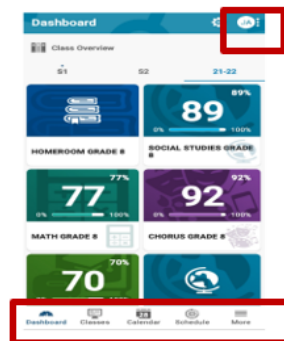 Dashboard JA
Class Overview
S1 S2 21-22
89%
89
0% 100%
HOMEROOM GRADE 8
SOCIAL STUDIES GRADE
8
77% 92%
77 92
0% 100% 0% 100%
MATH GRADE 8 CHORUS GRADE 8
70%
70
Dashboard Classes Calendar Schedule More